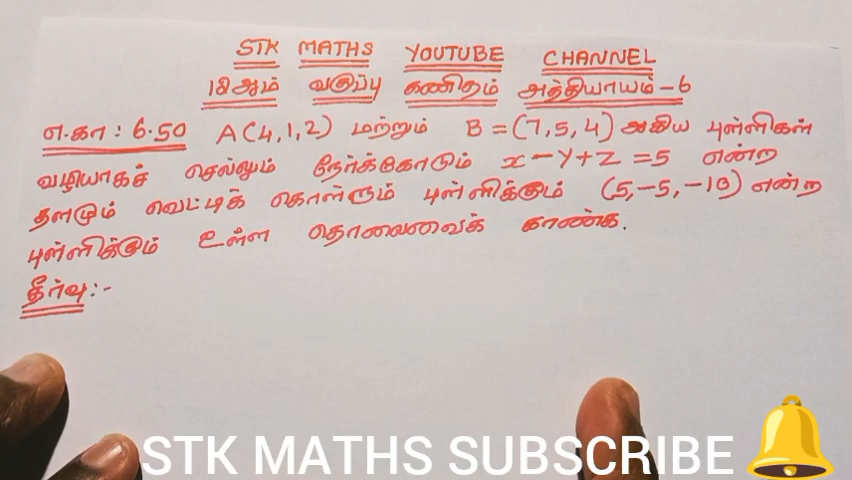 STK MATHS YOUTUBE CHANNEL
12ஆம் வகுப்பு கணிதம் அத்தியாயம் -6
எ.கா : 6.50 A(4,1,2) மற்றும் B = (7,5,4) ஆகிய புள்ளிகள்
வழியாகச் செல்லும் நேர்க்கோடும் x-y+z=5 என்ற
தளமும் வெட்டிக் கொள்ளும் புள்ளிக்கும் (5,-5,-10) என்ற
புள்ளிக்கும் உள்ள தொலைவைக் காண்க.
தீர்வு:-
STK MATHS SUBSCRIBE